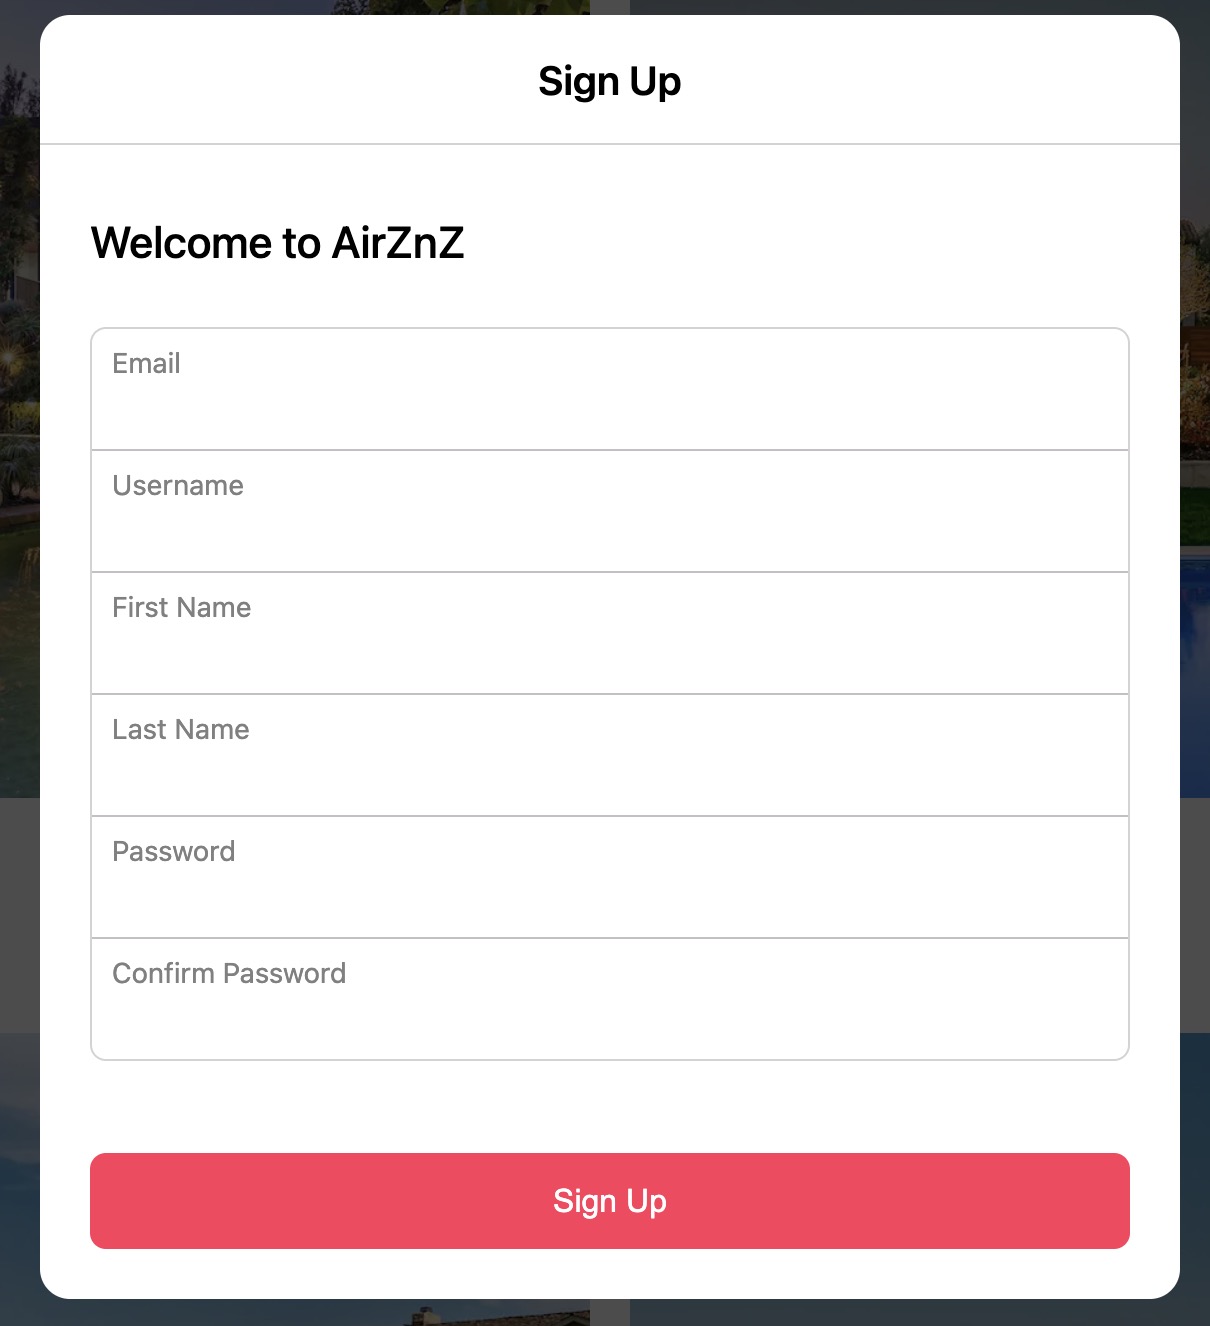 Sign Up
Welcome to AirZnZ
Email
Username
First Name
Last Name
Password
Confirm Password
Sign Up